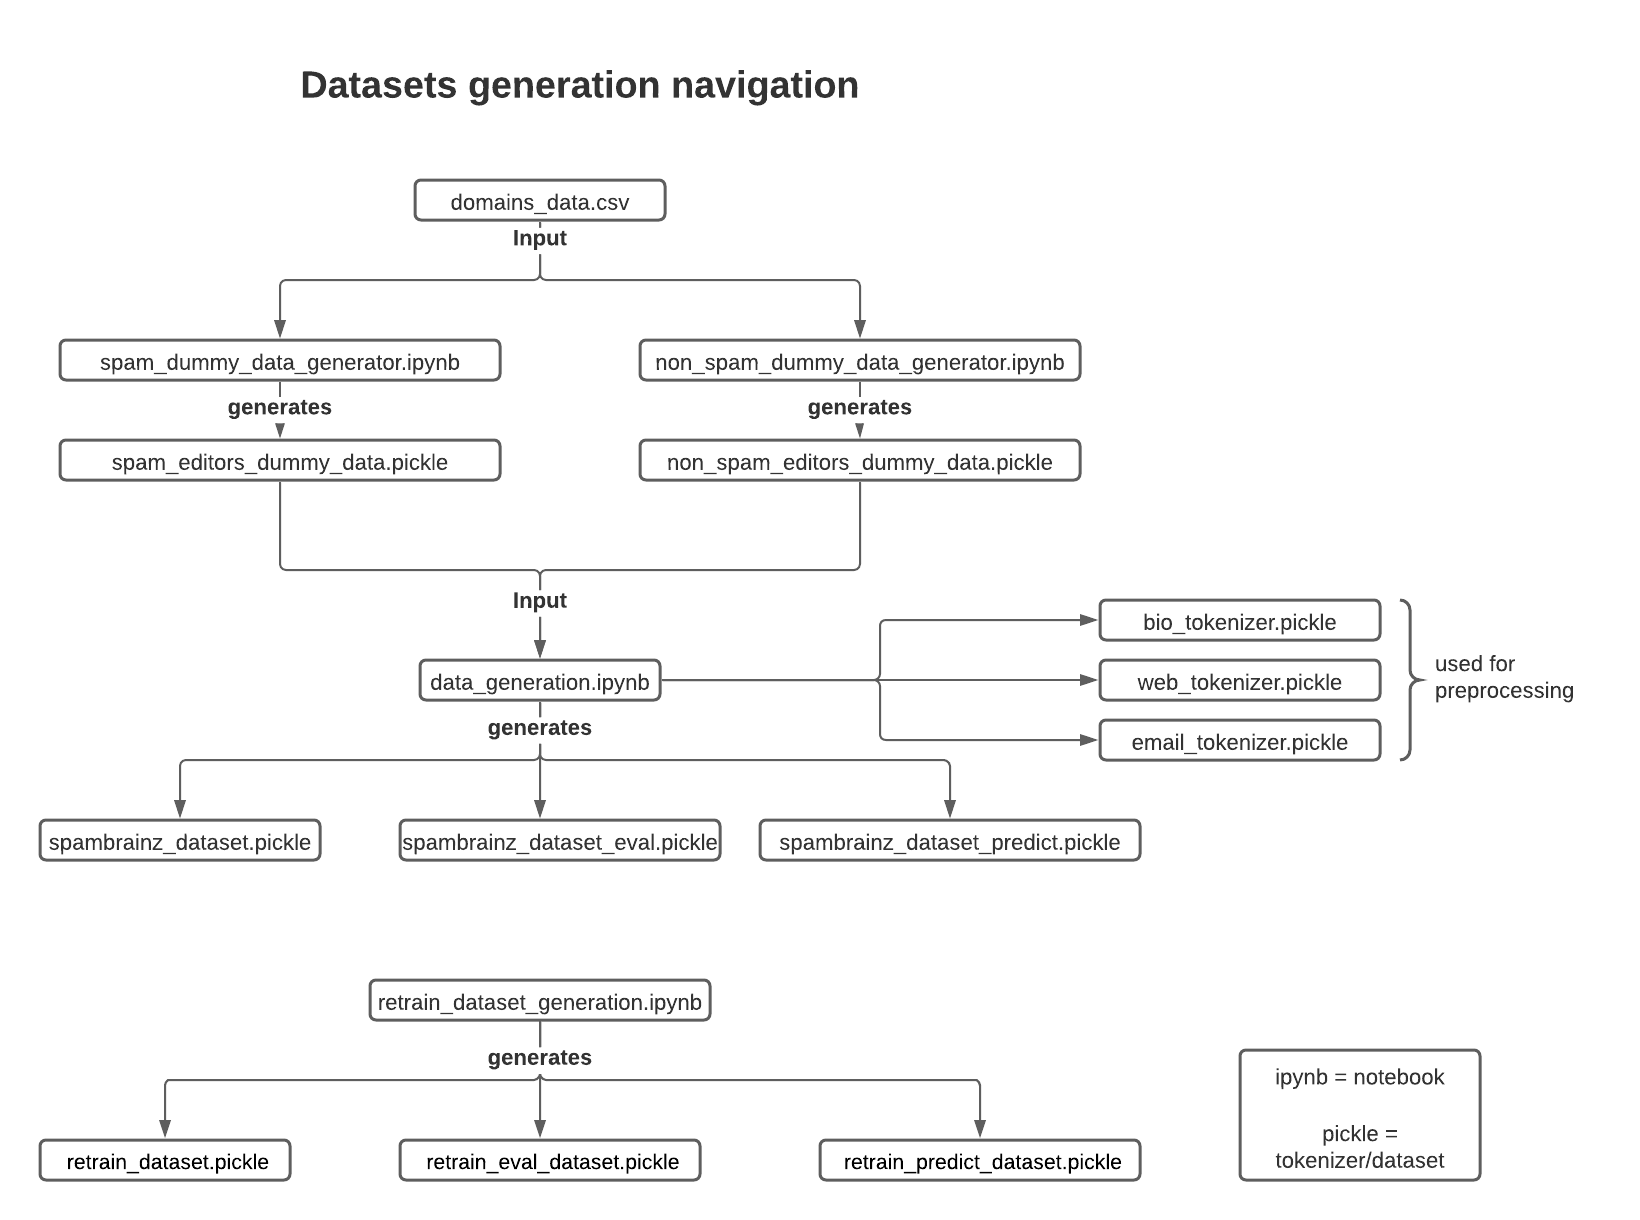 Datasets generation navigation
domains_data.csv
Input
spam_dummy_data_generator.ipynb
non_spam_dummy_data_generator.ipynb
generates
generates
spam_editors_dummy_data.pickle
non_spam_editors_dummy_data.pickle
Input
bio_tokenizer.pickle
data_generation.ipynb
web_tokenizer.pickle
used for
preprocessing
email_tokenizer.pickle
generates
spambrainz_dataset.pickle
spambrainz_dataset_eval.pickle
spambrainz_dataset_predict.pickle
retrain_dataset_generation.ipynb
generates
retrain_dataset.pickle
retrain_eval_dataset.pickle
retrain_predict_dataset.pickle
ipynb = notebook
pickle =
tokenizer/dataset